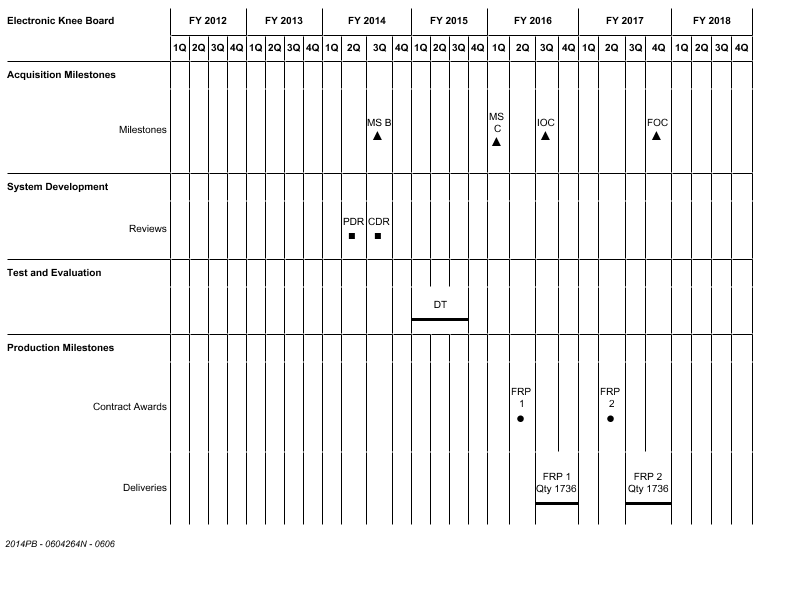 Electronic Knee Board FY 2012 FY 2013 FY 2014 FY 2015 FY 2016 FY 2017 FY 2018
1Q 2Q 3Q 4Q 1Q 2Q 3Q 4Q 1Q 2Q 3Q 4Q 1Q 2Q 3Q 4Q 1Q 2Q 3Q 4Q 1Q 2Q 3Q 4Q 1Q 2Q 3Q 4Q
Acquisition Milestones
Milestones MS B MS C IOC FOC
System Development
Reviews PDR CDR
Test and Evaluation
DT
Production Milestones
Contract Awards FRP 1 FRP 2
Deliveries FRP 1 Qty 1736 FRP 2 Qty 1736
2014PB - 0604264N - 0606